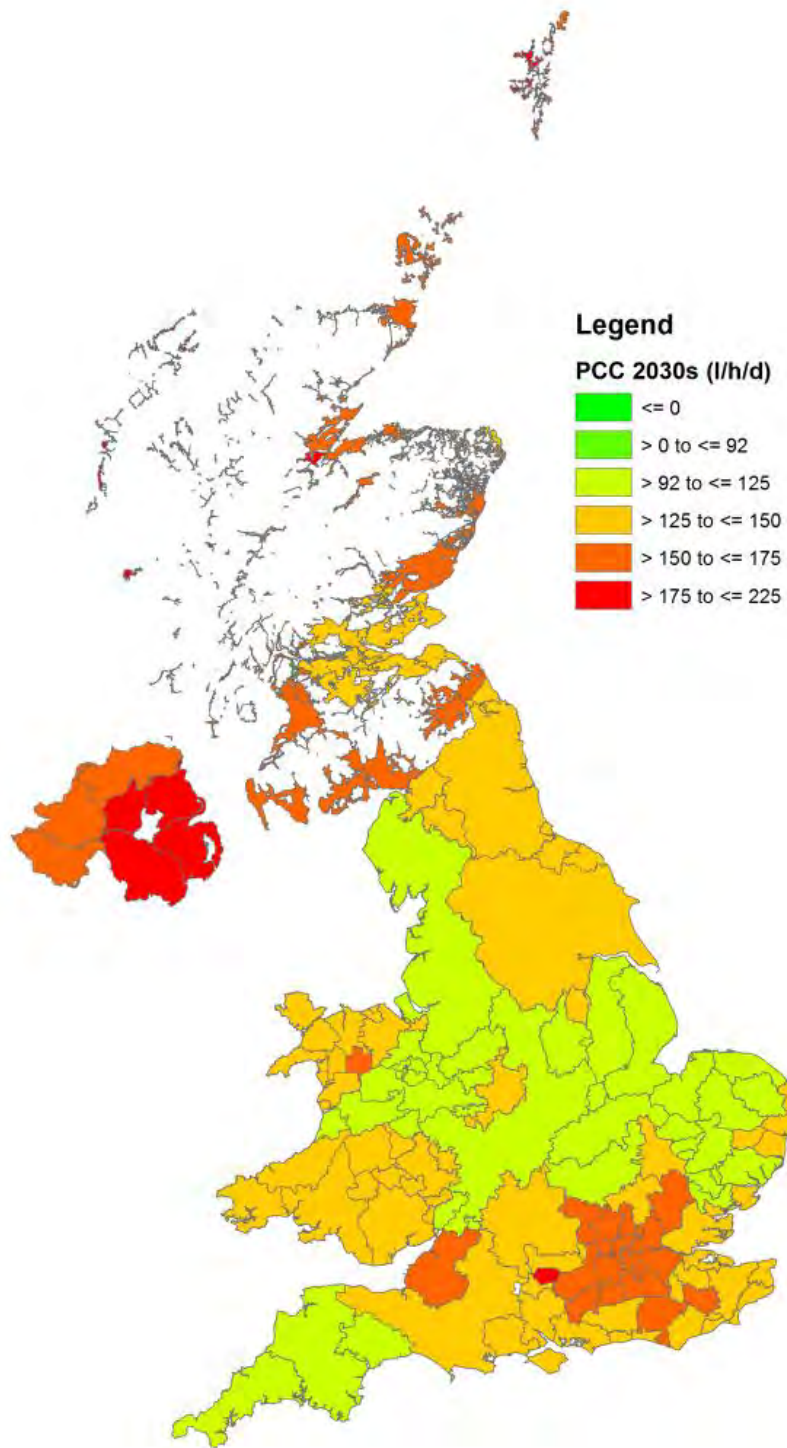 Legend
PCC 2030s (l/h/d)
<= 0
> 0 to <= 92
> 92 to <= 125
> 125 to <= 150
> 150 to <= 175
> 175 to <= 225